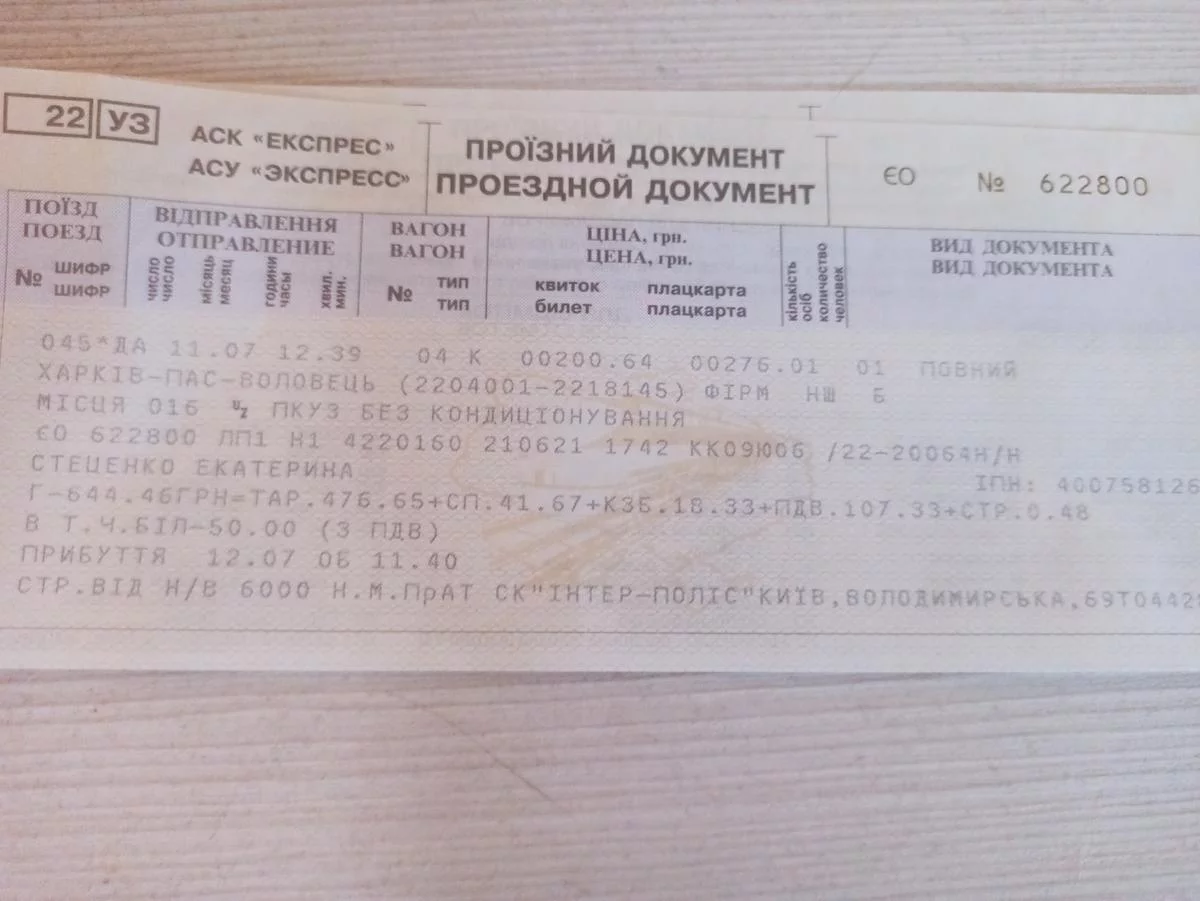 22 УЗ
АСК «ЕКСПРЕС»
АСУ «ЭКСПРЕСС»
ПРОЇЗНИЙ ДОКУМЕНТ
ПРОЕЗДНОЙ ДОКУМЕНТ
ЄО № 622800
ПОЇЗД
ПОЕЗД
№ ШИФР
ШИФР
ВІДПРАВЛЕННЯ
ОТПРАВЛЕНИЕ
число
число
місяць
месяц
години
часы
хвил.
мин.
ВАГОН
ВАГОН
№ ТИП
ТИП
ЦІНА, грн.
ЦЕНА, грн.
квиток плацкарта
билет плацкарта
кількість
осіб
количество
человек
ВИД ДОКУМЕНТА
ВИД ДОКУМЕНТА
045*ДА 11.07 12.39 04 К 00200.64 00276.01 01 ПОВНИЙ
ХАРКІВ-ПАС-ВОЛОВЕЦЬ (2204001-2218145) ФІРМ НШ Б
МІСЦЯ 016 UZ ПКУЗ БЕЗ КОНДИЦІОНУВАННЯ
ЄО 622800 ЛП1 Н1 4220160 210621 1742 КК09Ю06 /22-20064Н/Н
СТЕЦЕНКО ЕКАТЕРИНА
ІПН: 400758126
Г-644.46ГРН=ТАР.476.65+СП.41.67+КЗБ.18.33+ПДВ.107.33+СТР.0.48
В Т.Ч.БІЛ-50.00 (З ПДВ)
ПРИБУТТЯ 12.07 ОБ 11.40
СТР.ВІД Н/В 6000 Н.М.ПрАТ СК"ІНТЕР-ПОЛІС"КИЇВ,ВОЛОДИМИРСЬКА,69Т0442